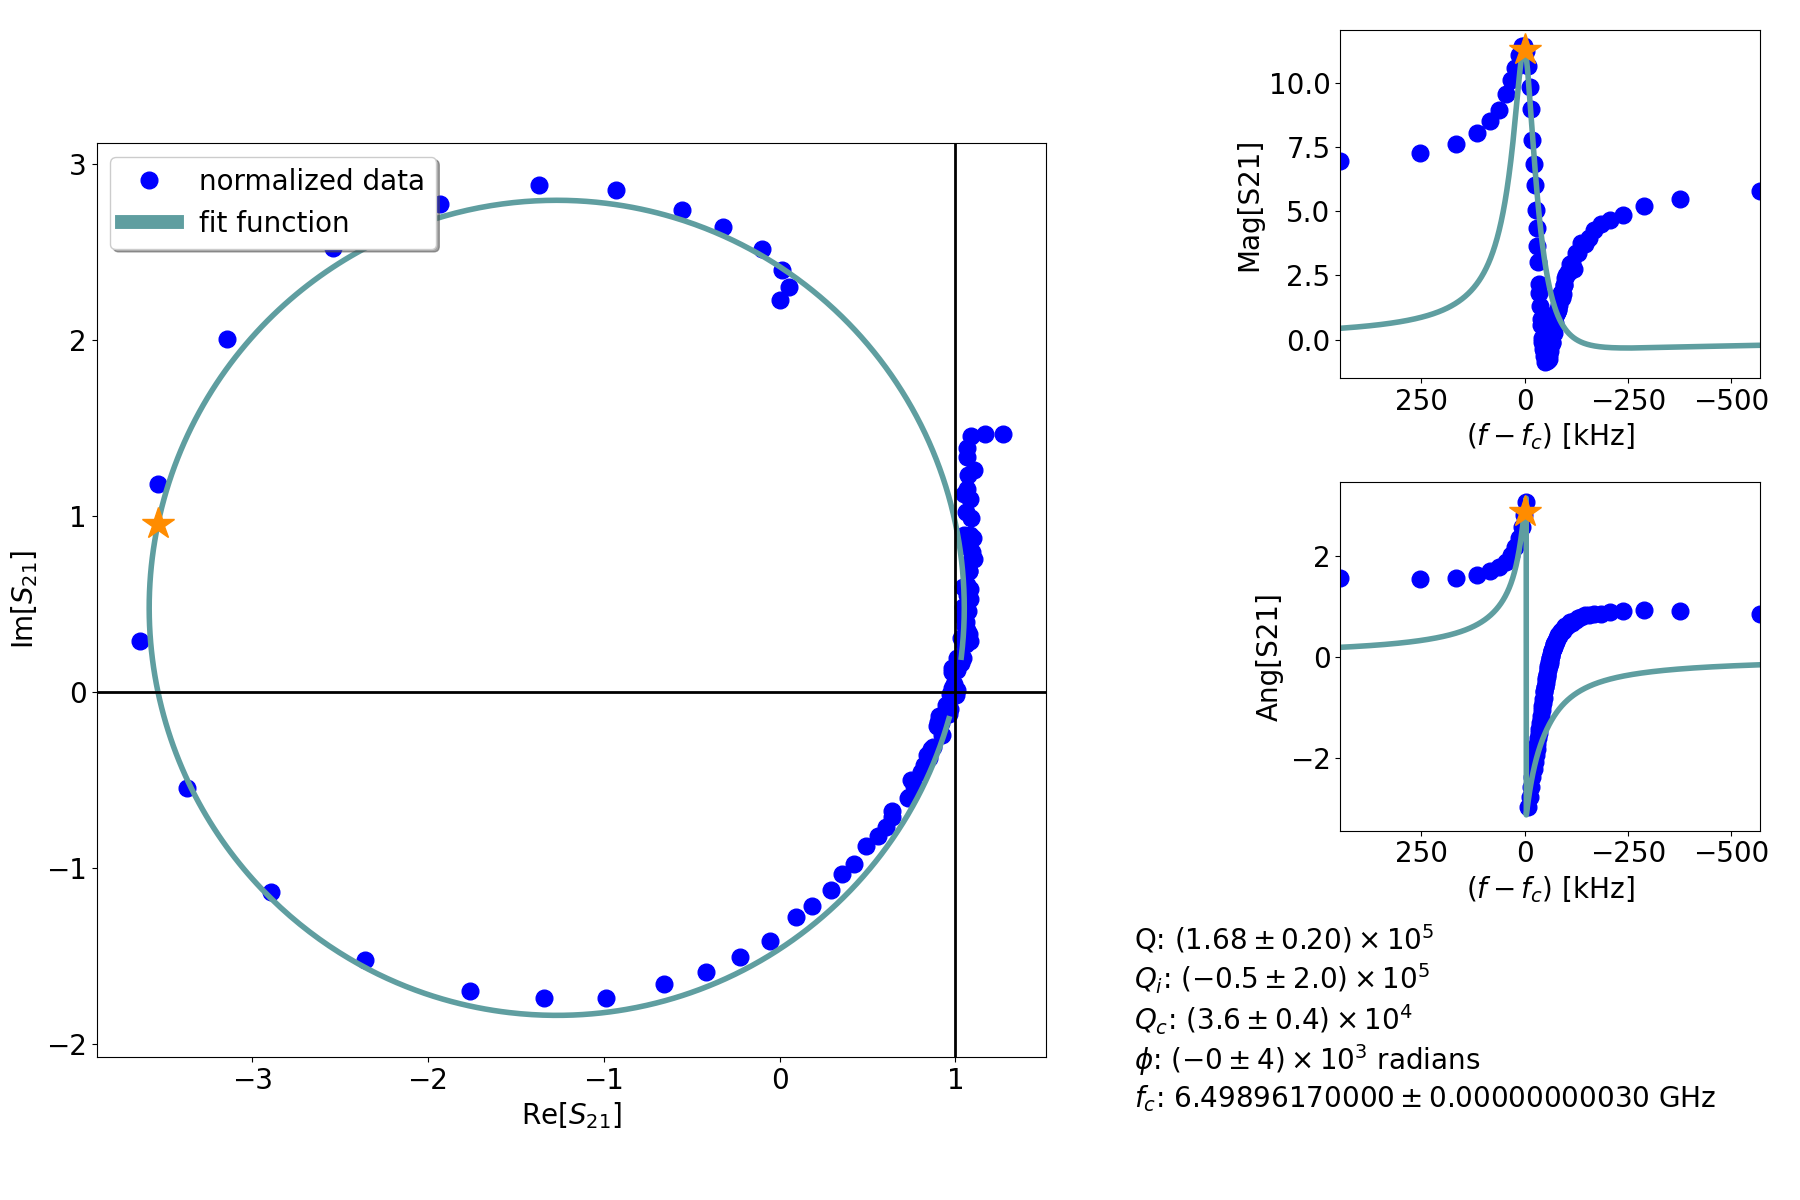 normalized data
fit function
3
2
1
0
−1
−2
Im[S21]
−3
−2
−1
0
1
Re[S21]
10.0
7.5
5.0
2.5
0.0
Mag[S21]
250
0
−250
−500
(f − fc) [kHz]
2
0
−2
Ang[S21]
250
0
−250
−500
(f − fc) [kHz]
Q: (1.68 ± 0.20) × 10^5
Qi: (−0.5 ± 2.0) × 10^5
Qc: (3.6 ± 0.4) × 10^4
ϕ: (−0 ± 4) × 10^3 radians
fc: 6.49896170000 ± 0.00000000030 GHz